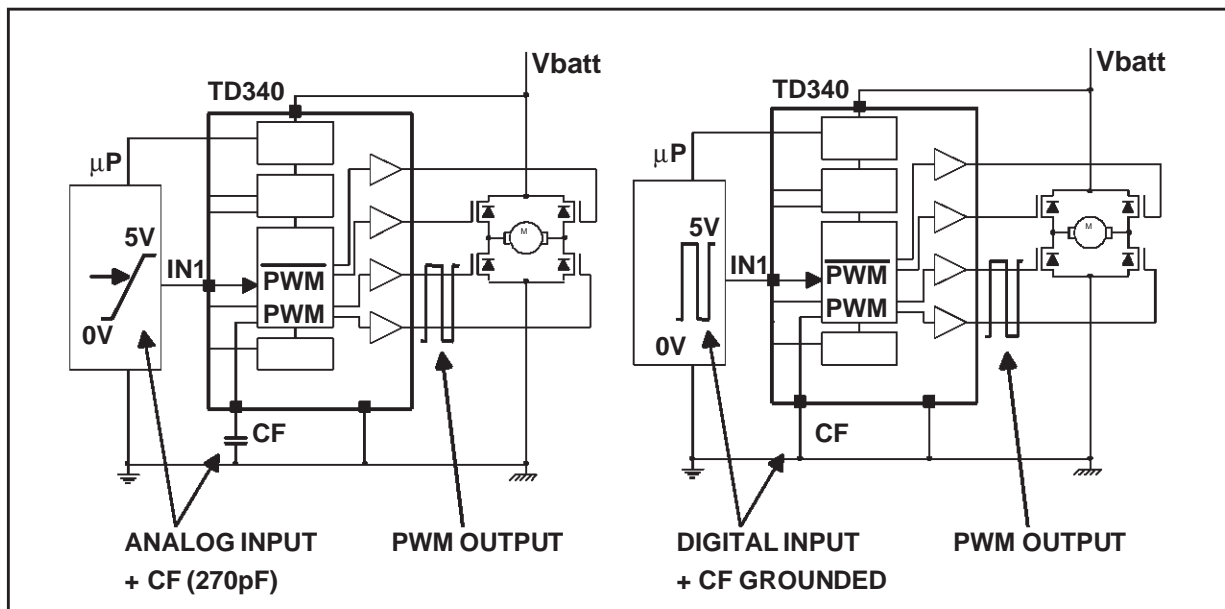 Vbatt
TD340
μP
5V
IN1
PWM
PWM
0V
M
CF
ANALOG INPUT
+ CF (270pF)
PWM OUTPUT
Vbatt
TD340
μP
5V
IN1
PWM
PWM
0V
M
CF
DIGITAL INPUT
+ CF GROUNDED
PWM OUTPUT